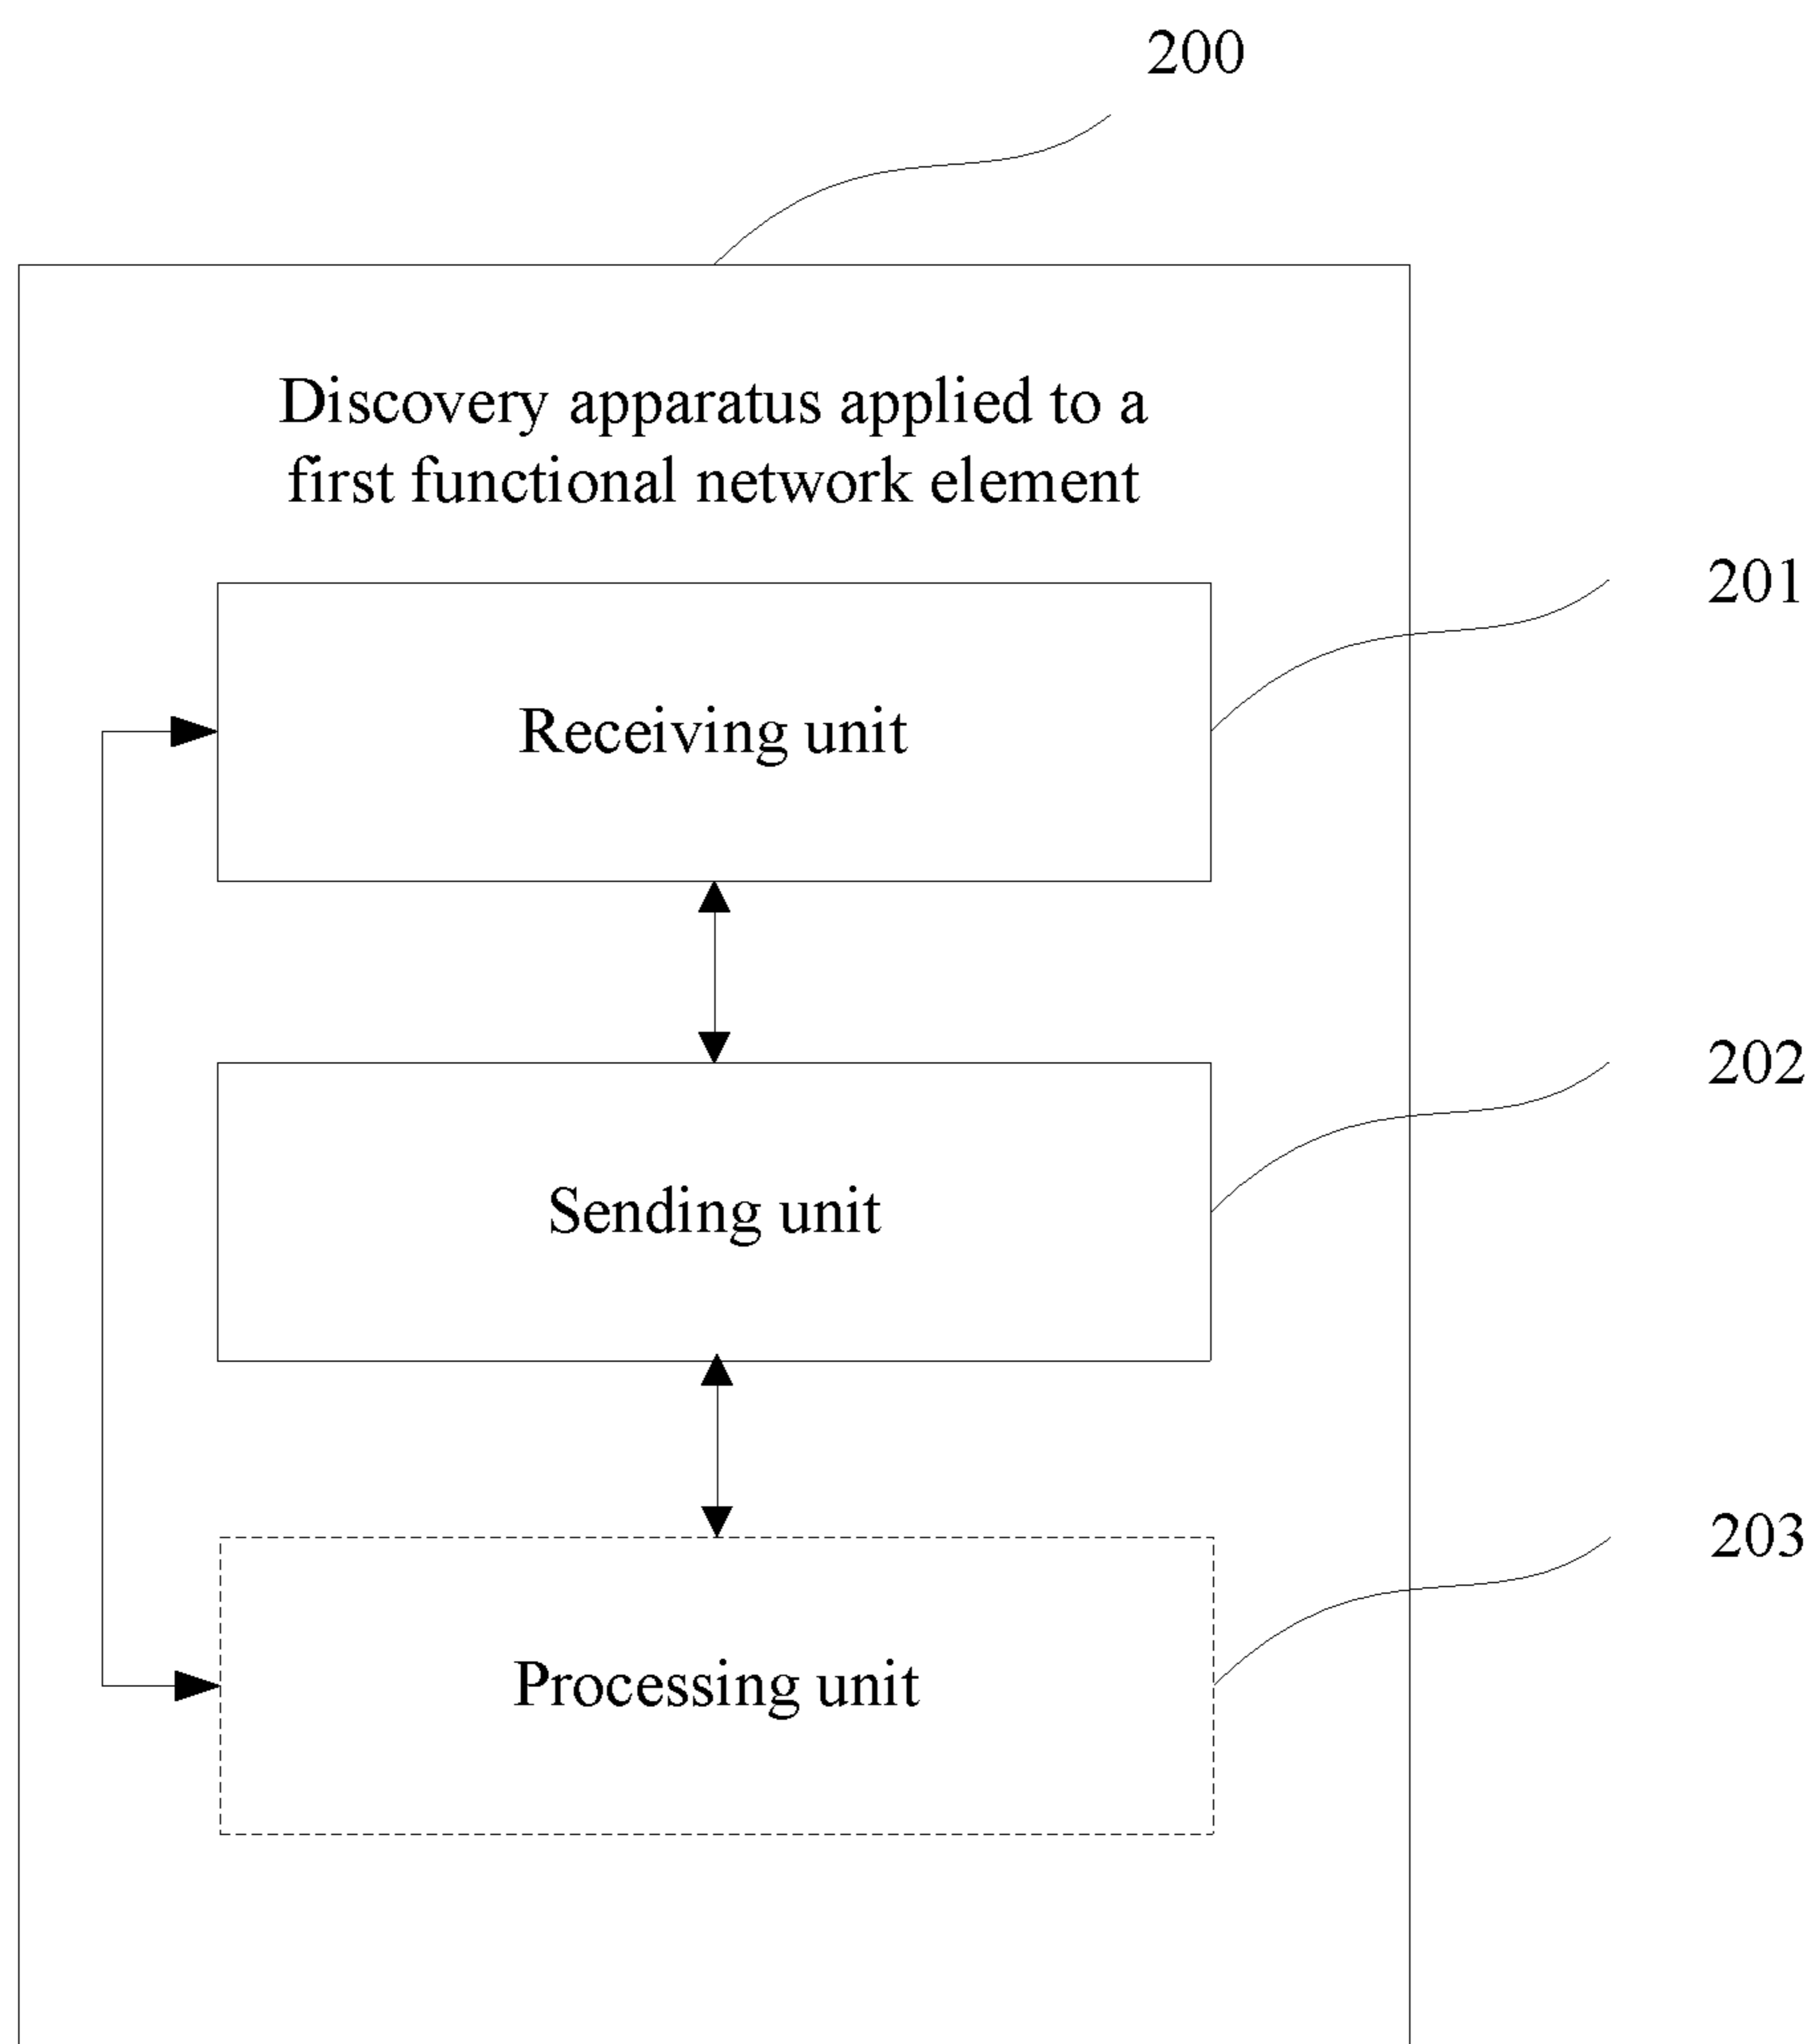 200
Discovery apparatus applied to a
first functional network element
201
Receiving unit
202
Sending unit
203
Processing unit